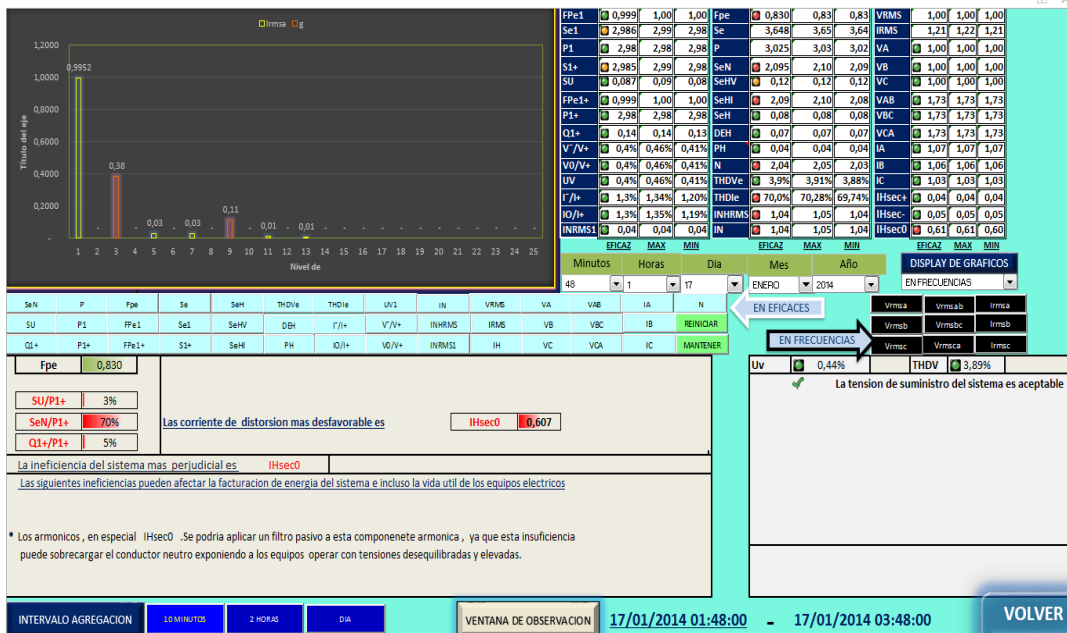 Irmsa g
1,2000
1,0000
0,8000
0,6000
0,4000
0,2000
-
Título del eje
0,9952
0,38
0,03
0,03
0,11
0,01
0,01
1 2 3 4 5 6 7 8 9 10 11 12 13 14 15 16 17 18 19 20 21 22 23 24 25
Nivel de
FPe1 0,999 1,00 1,00 Fpe 0,830 0,83 0,83 VRMS 1,00 1,00 1,00
Se1 2,986 2,99 2,98 Se 3,648 3,65 3,64 IRMS 1,21 1,22 1,21
P1 2,98 2,98 2,98 P 3,025 3,03 3,02 VA 1,00 1,00 1,00
S1+ 2,985 2,99 2,98 SeN 2,095 2,10 2,09 VB 1,00 1,00 1,00
SU 0,087 0,09 0,08 SeHV 0,12 0,12 0,12 VC 1,00 1,00 1,00
FPe1+ 0,999 1,00 1,00 SeHI 2,09 2,10 2,08 VAB 1,73 1,73 1,73
P1+ 2,98 2,98 2,98 SeH 0,08 0,08 0,08 VBC 1,73 1,73 1,73
Q1+ 0,14 0,14 0,13 DEH 0,07 0,07 0,07 VCA 1,73 1,73 1,73
V¯/V+ 0,4% 0,46% 0,41% PH 0,04 0,04 0,04 IA 1,07 1,07 1,07
V0/V+ 0,4% 0,46% 0,41% N 2,04 2,05 2,03 IB 1,06 1,06 1,06
UV 0,4% 0,46% 0,41% THDVe 3,9% 3,91% 3,88% IC 1,03 1,03 1,03
I¯/I+ 1,3% 1,34% 1,20% THDIe 70,0% 70,28% 69,74% IHsec+ 0,04 0,04 0,04
IO/I+ 1,3% 1,35% 1,19% INHRMS 1,04 1,05 1,04 IHsec- 0,05 0,05 0,05
INRMS1 0,04 0,04 0,04 IN 1,04 1,05 1,04 IHsec0 0,61 0,61 0,60
EFICAZ MAX MIN EFICAZ MAX MIN EFICAZ MAX MIN
Minutos Horas Dia Mes Año DISPLAY DE GRAFICOS
48 1 17 ENERO 2014 EN FRECUENCIAS
SeN P Fpe Se SeH THDVe THDIe UV1 IN VRMS VA VAB IA N EN EFICACES Vrmsa Vrmsab Irmsa
SU P1 FPe1 Se1 SeHV DEH I¯/I+ V¯/V+ INHRMS IRMS VB VBC IB REINICIAR Vrmsb Vrmsbc Irmsb
Q1+ P1+ FPe1+ S1+ SeHI PH IO/I+ V0/V+ INRMS1 IH VC VCA IC MANTENER EN FRECUENCIAS Vrmsc Vrmsca Irmsc
Fpe 0,830
SU/P1+ 3%
SeN/P1+ 70% Las corriente de distorsion mas desfavorable es IHsec0 0,607
Q1+/P1+ 5%
La ineficiencia del sistema mas perjudicial es IHsec0
Las siguientes ineficiencias pueden afectar la facturacion de energia del sistema e incluso la vida util de los equipos electricos
* Los armonicos , en especial IHsec0 .Se podria aplicar un filtro pasivo a esta componenete armonica , ya que esta insuficiencia
puede sobrecargar el conductor neutro exponiendo a los equipos operar con tensiones desequilibradas y elevadas.
Uv 0,44% THDV 3,89%
La tension de suministro del sistema es aceptable
INTERVALO AGREGACION 10 MINUTOS 2 HORAS DIA VENTANA DE OBSERVACION 17/01/2014 01:48:00 - 17/01/2014 03:48:00 VOLVER